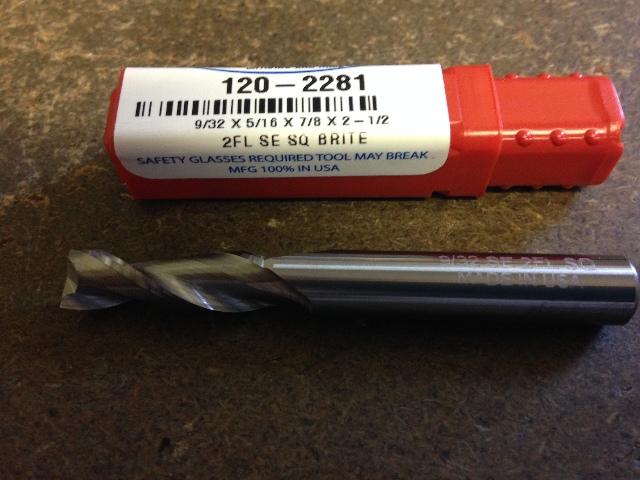 120-2281
9/32 X 5/16 X 7/8 X 2-1/2
2FL SE SQ BRITE
SAFETY GLASSES REQUIRED TOOL MAY BREAK.
MFG 100% IN USA
9/32 SE 2FL SQ
MADE IN USA